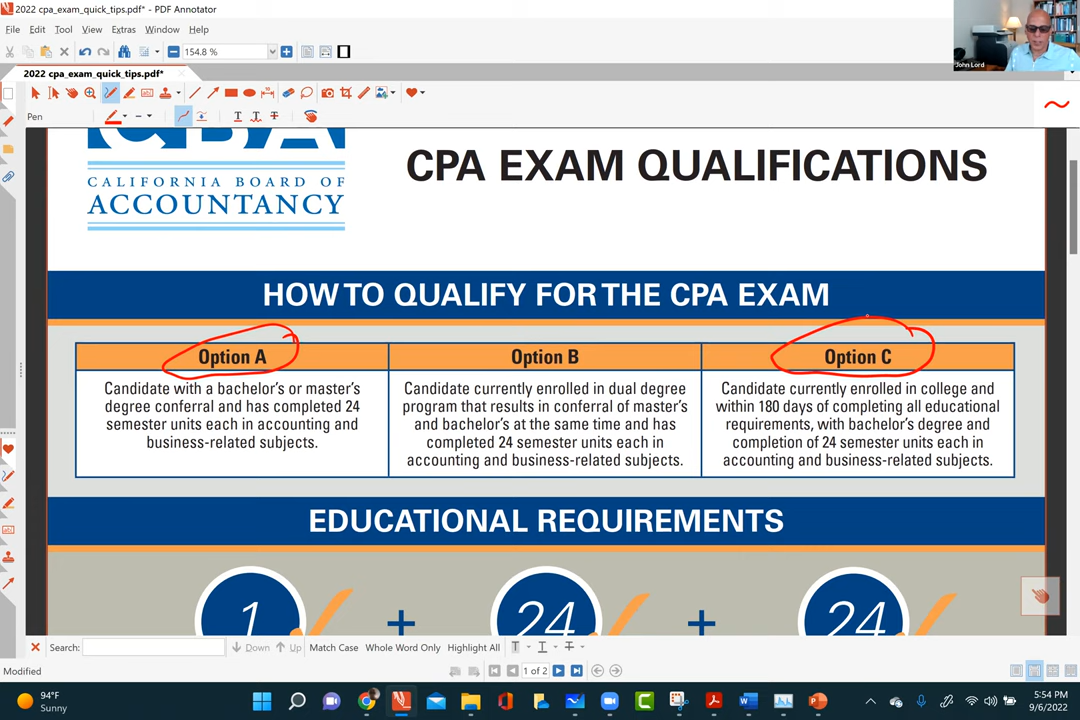 2022 cpa_exam_quick_tips.pdf* - PDF Annotator
File Edit Tool View Extras Window Help
154.8 %
2022 cpa_exam_quick_tips.pdf*
Pen
John Lord
CALIFORNIA BOARD OF
ACCOUNTANCY
CPA EXAM QUALIFICATIONS
HOW TO QUALIFY FOR THE CPA EXAM
Option A
Candidate with a bachelor's or master's
degree conferral and has completed 24
semester units each in accounting and
business-related subjects.
Option B
Candidate currently enrolled in dual degree
program that results in conferral of master's
and bachelor's at the same time and has
completed 24 semester units each in
accounting and business-related subjects.
Option C
Candidate currently enrolled in college and
within 180 days of completing all educational
requirements, with bachelor's degree and
completion of 24 semester units each in
accounting and business-related subjects.
EDUCATIONAL REQUIREMENTS
1 + 24 + 24
Search: Down Up Match Case Whole Word Only Highlight All
Modified
1 of 2
94°F
Sunny
5:54 PM
9/6/2022